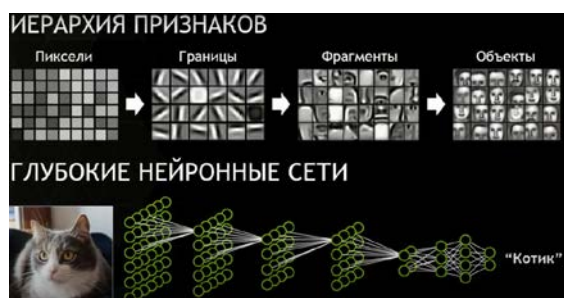 ИЕРАРХИЯ ПРИЗНАКОВ
Пиксели Границы Фрагменты Объекты
ГЛУБОКИЕ НЕЙРОННЫЕ СЕТИ
"Котик"